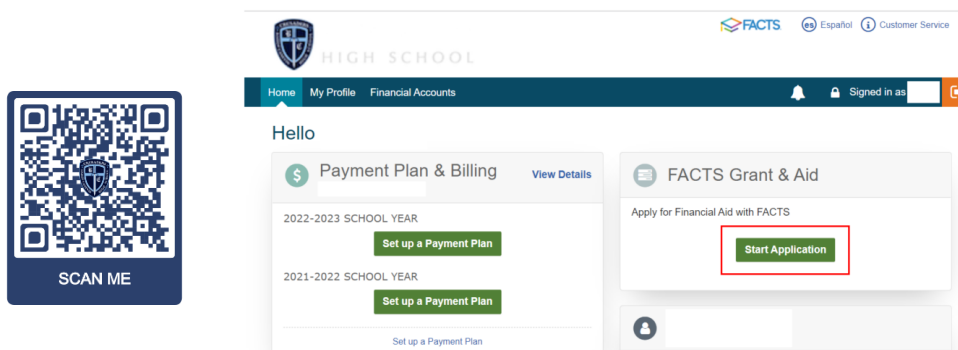 SCAN ME
CRUSADERS
HIGH SCHOOL
FACTS
es Español
i Customer Service
Home My Profile Financial Accounts
Signed in as
Hello
$ Payment Plan & Billing View Details
2022-2023 SCHOOL YEAR
Set up a Payment Plan
2021-2022 SCHOOL YEAR
Set up a Payment Plan
Set up a Payment Plan
FACTS Grant & Aid
Apply for Financial Aid with FACTS
Start Application